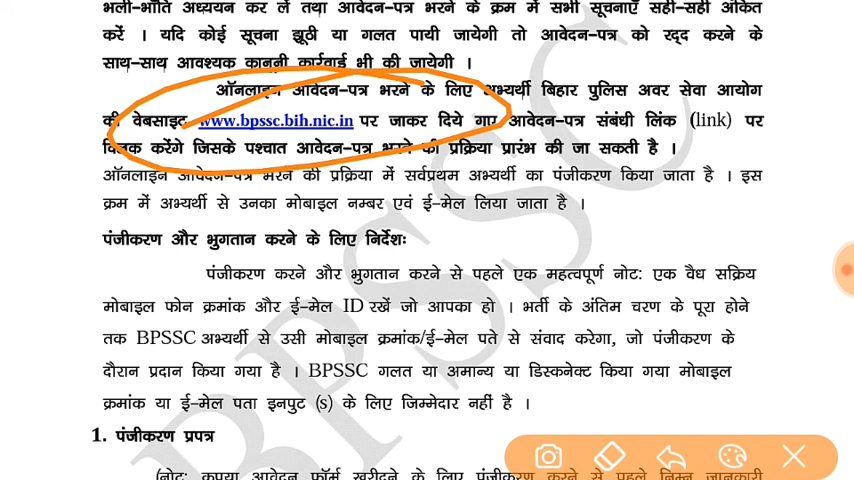 भली-भाँति अध्ययन कर लें तथा आवेदन-पत्र भरने के क्रम में सभी सूचनाएँ सही-सही अंकित
करें । यदि कोई सूचना झूठी या गलत पायी जायेगी तो आवेदन-पत्र को रद्द करने के
साथ-साथ आवश्यक कानूनी कार्रवाई भी की जायेगी ।
ऑनलाइन आवेदन-पत्र भरने के लिए अभ्यर्थी बिहार पुलिस अवर सेवा आयोग
की वेबसाइट www.bpssc.bih.nic.in पर जाकर दिये गए आवेदन-पत्र संबंधी लिंक (link) पर
क्लिक करेंगे जिसके पश्चात आवेदन-पत्र भरने की प्रक्रिया प्रारंभ की जा सकती है ।
ऑनलाइन आवेदन-पत्र भरने की प्रक्रिया में सर्वप्रथम अभ्यर्थी का पंजीकरण किया जाता है । इस
क्रम में अभ्यर्थी से उनका मोबाइल नम्बर एवं ई-मेल लिया जाता है ।
पंजीकरण और भुगतान करने के लिए निर्देशः
पंजीकरण करने और भुगतान करने से पहले एक महत्वपूर्ण नोट: एक वैध सक्रिय
मोबाइल फोन क्रमांक और ई-मेल ID रखें जो आपका हो । भर्ती के अंतिम चरण के पूरा होने
तक BPSSC अभ्यर्थी से उसी मोबाइल क्रमांक/ई-मेल पते से संवाद करेगा, जो पंजीकरण के
दौरान प्रदान किया गया है । BPSSC गलत या अमान्य या डिस्कनेक्ट किया गया मोबाइल
क्रमांक या ई-मेल पता इनपुट (s) के लिए जिम्मेदार नहीं है ।
1. पंजीकरण प्रपत्र
(नोट: कृपया आवेदन फॉर्म खरीदने के लिए पंजीकरण करने से पहले निम्न जानकारी
BPSSC